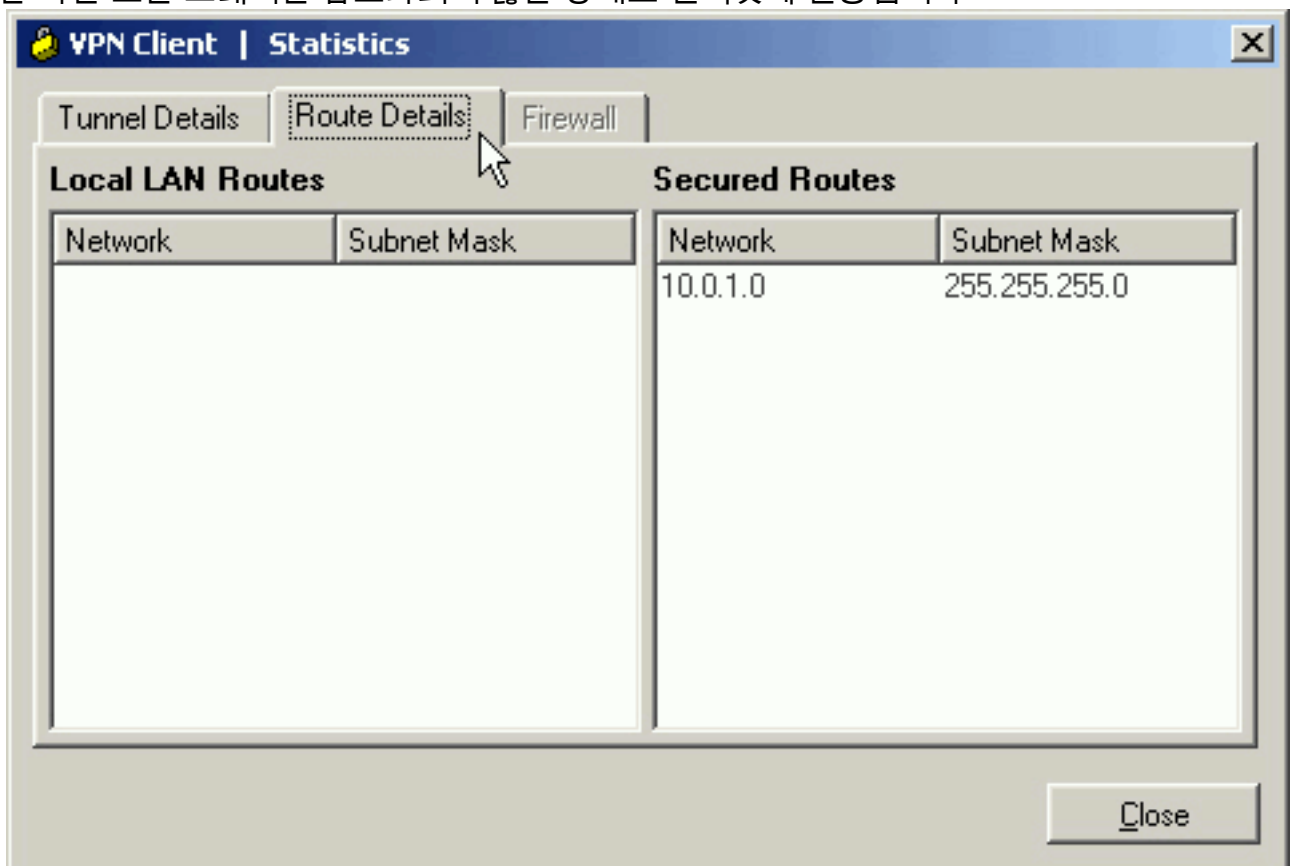 VPN Client | Statistics
Tunnel Details Route Details Firewall
Local LAN Routes Secured Routes
Network Subnet Mask Network Subnet Mask
10.0.1.0 255.255.255.0
Close